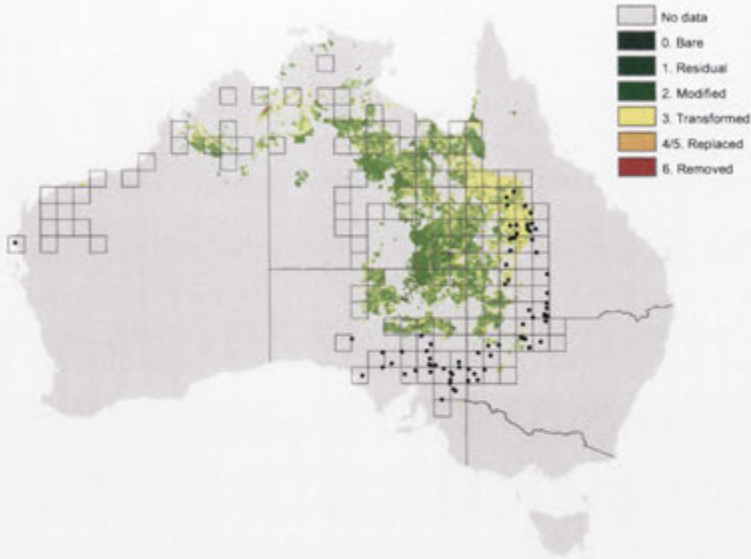 No data
0. Bare
1. Residual
2. Modified
3. Transformed
4/5. Replaced
6. Removed